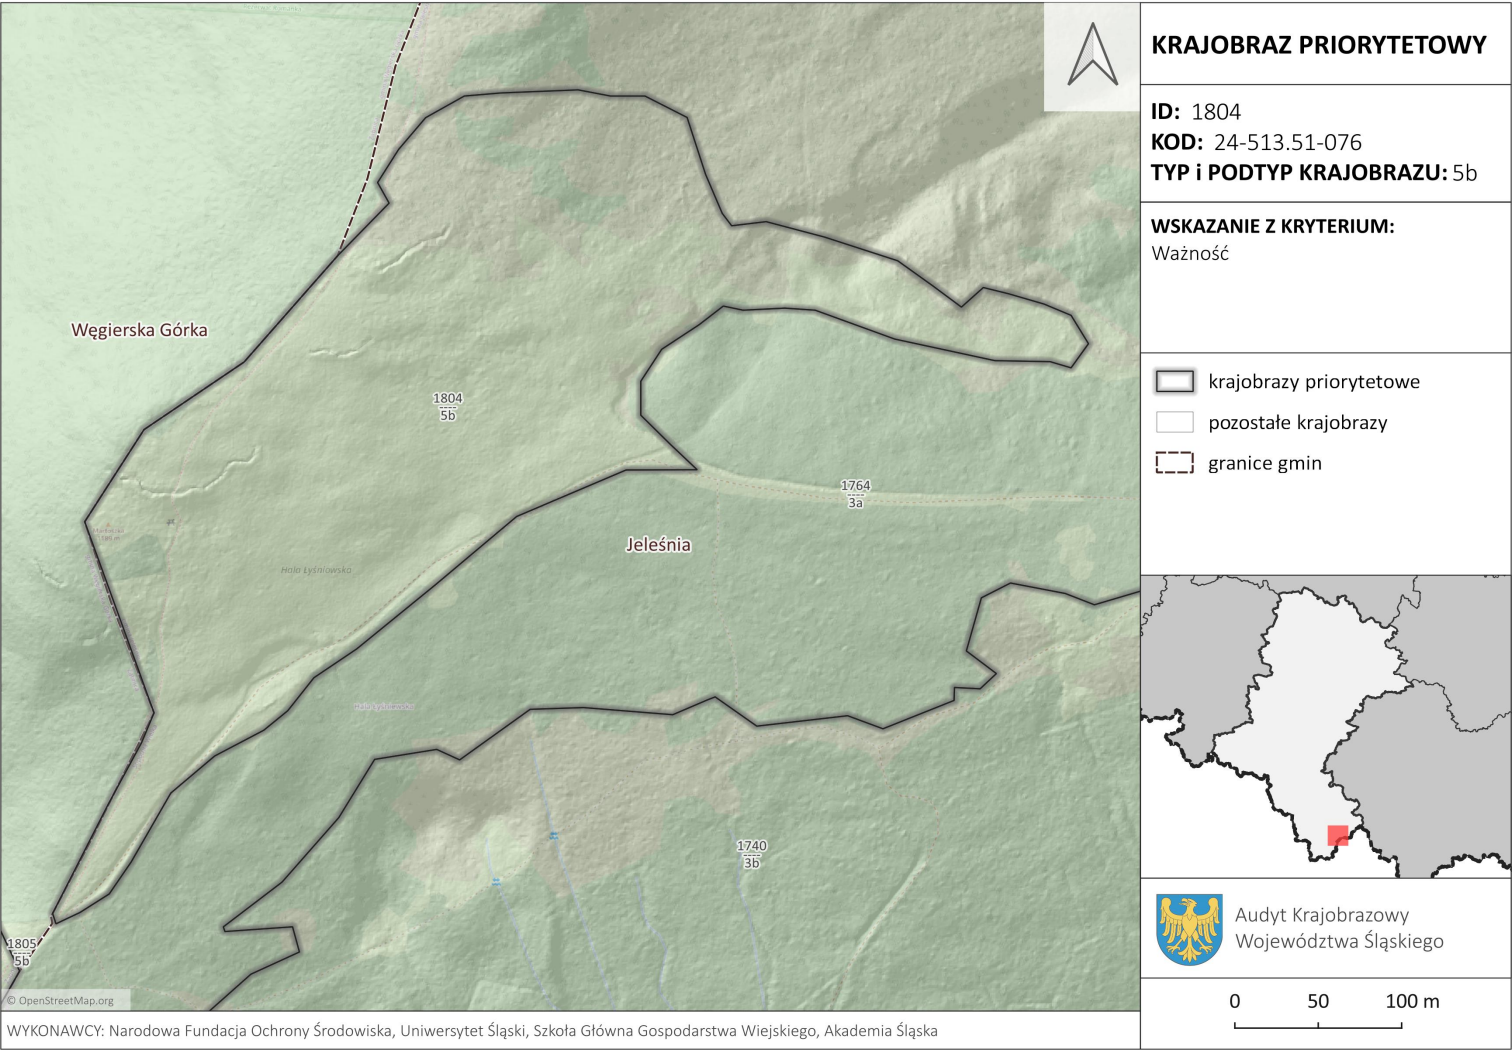 KRAJOBRAZ PRIORYTETOWY
ID: 1804
KOD: 24-513.51-076
TYP i PODTYP KRAJOBRAZU: 5b
WSKAZANIE Z KRYTERIUM:
Ważność
krajobrazy priorytetowe
pozostałe krajobrazy
granice gmin
Węgierska Górka
1804
5b
1764
3a
Jeleśnia
Hala Łyśniowska
Hala Łyśniewska
1740
3b
1805
5b
© OpenStreetMap.org
Audyt Krajobrazowy
Województwa Śląskiego
0 50 100 m
WYKONAWCY: Narodowa Fundacja Ochrony Środowiska, Uniwersytet Śląski, Szkoła Główna Gospodarstwa Wiejskiego, Akademia Śląska